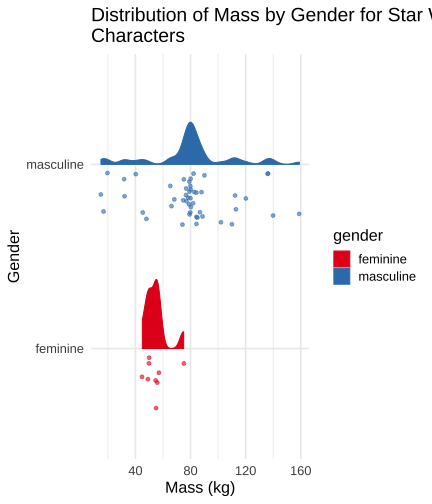 Distribution of Mass by Gender for Star
Characters
masculine
feminine
Gender
40
80
120
160
Mass (kg)
gender
feminine
masculine